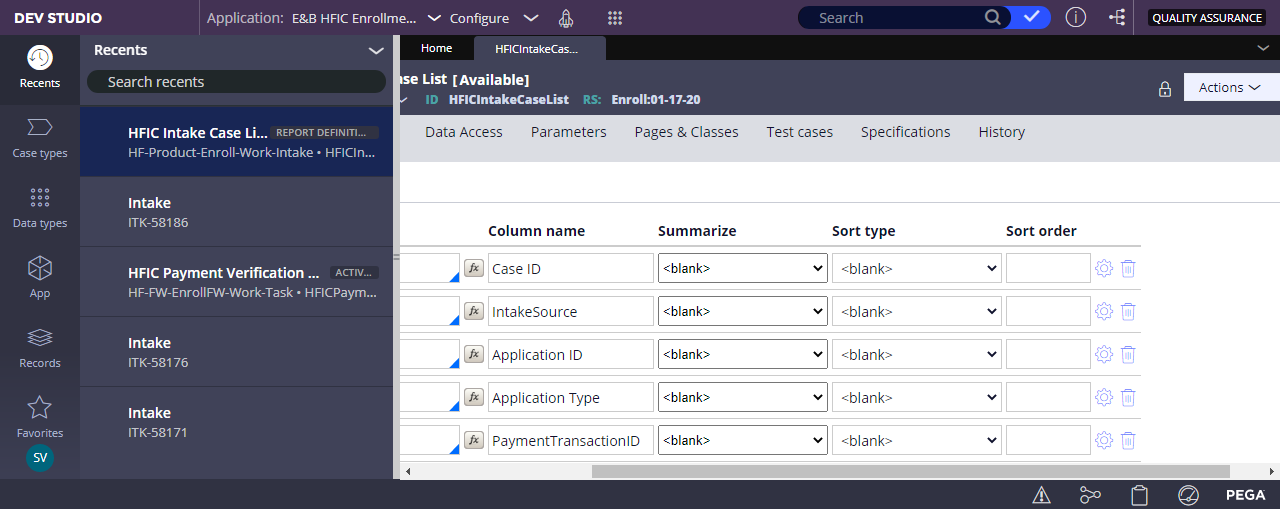 DEV STUDIO
Application: E&B HFIC Enrollme...
Configure
Search
QUALITY ASSURANCE
Recents
Case types
Data types
App
Records
Favorites
SV
Recents
Search recents
HFIC Intake Case Li... REPORT DEFINITI...
HF-Product-Enroll-Work-Intake • HFICIn...
Intake
ITK-58186
HFIC Payment Verification ... ACTIV...
HF-FW-EnrollFW-Work-Task • HFICPaym...
Intake
ITK-58176
Intake
ITK-58171
Home
HFICIntakeCas...
se List [Available]
ID HFICIntakeCaseList RS: Enroll:01-17-20
Actions
Data Access Parameters Pages & Classes Test cases Specifications History
Column name Summarize Sort type Sort order
fx Case ID <blank> <blank>
fx IntakeSource <blank> <blank>
fx Application ID <blank> <blank>
fx Application Type <blank> <blank>
fx PaymentTransactionID <blank> <blank>
PEGA